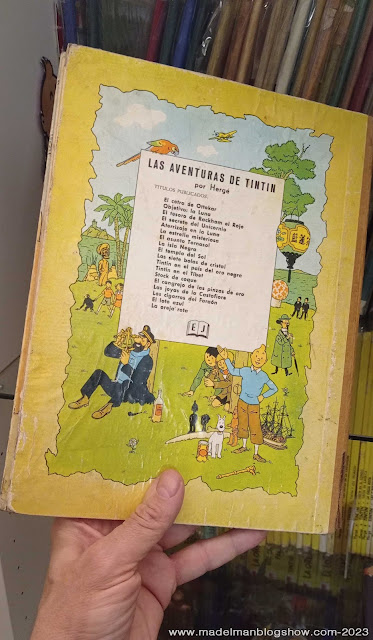 LAS AVENTURAS DE TINTIN
por Hergé
TITULOS PUBLICADOS:
El cetro de Ottokar
Objetivo: la Luna
El tesoro de Rackham el Rojo
El secreto del Unicornio
Aterrizaje en la Luna
La estrella misteriosa
El asunto Tornasol
La isla Negra
El templo del Sol
Las siete bolas de cristal
Tintín en el país del oro negro
Tintín en el Tibet
Stock de coque
El cangrejo de las pinzas de oro
Las joyas de la Castafiore
Los cigarros del faraón
El loto azul
La oreja rota
E J
www.madelmanblogshow.com-2023